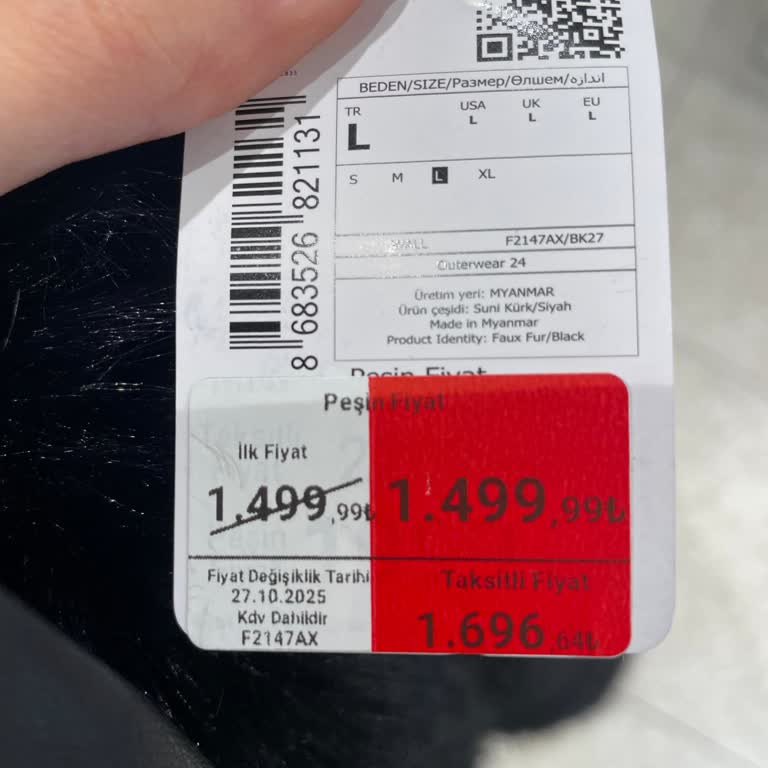 BEDEN/SIZE/Размер/Өлшем/اندازه
TR USA UK EU
L L L L
S M L XL
F2147AX/BK27
Outerwear 24
Üretim yeri: MYANMAR
Ürün çeşidi: Suni Kürk/Siyah
Made in Myanmar
Product Identity: Faux Fur/Black
8 683526 821131
Peşin Fiyat
Peşin Fiyat
İlk Fiyat
1.499,99₺ 1.499,99₺
Fiyat Değişiklik Tarihi
27.10.2025
Kdv Dahildir
F2147AX
Taksitli Fiyat
1.696,64₺